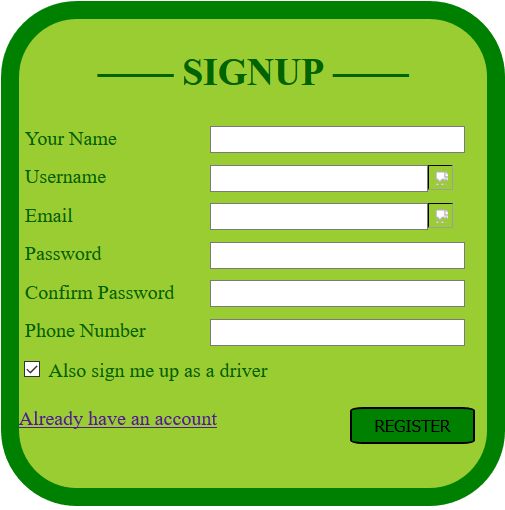 SIGNUP
Your Name
Username
Email
Password
Confirm Password
Phone Number
Also sign me up as a driver
Already have an account
REGISTER